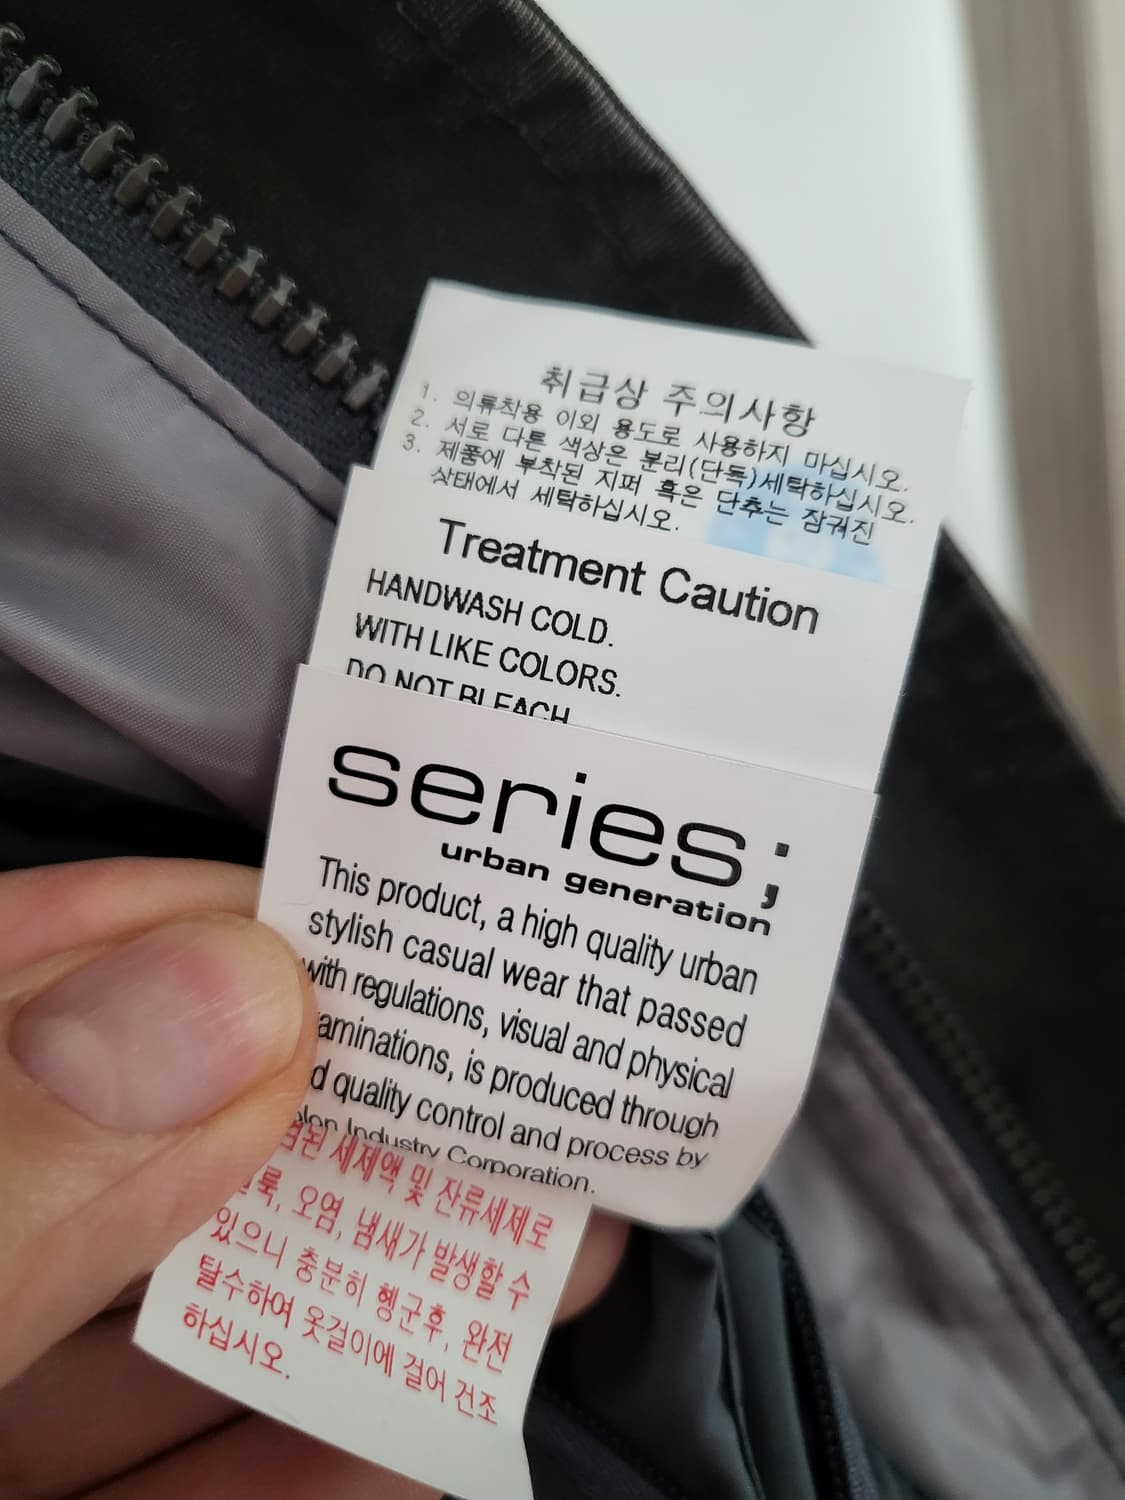 취급상 주의사항
1. 의류착용 이외 용도로 사용하지 마십시오.
2. 서로 다른 색상은 분리(단독)세탁하십시오.
3. 제품에 부착된 지퍼 혹은 단추는 잠궈진
상태에서 세탁하십시오.
Treatment Caution
HANDWASH COLD.
WITH LIKE COLORS.
DO NOT BLEACH
series;
urban generation
This product, a high quality urban
stylish casual wear that passed
with regulations, visual and physical
aminations, is produced through
d quality control and process by
olon Industry Corporation.
세제액 및 잔류세제로
오염, 냄새가 발생할 수
있으니 충분히 헹군후, 완전
탈수하여 옷걸이에 걸어 건조
하십시오.